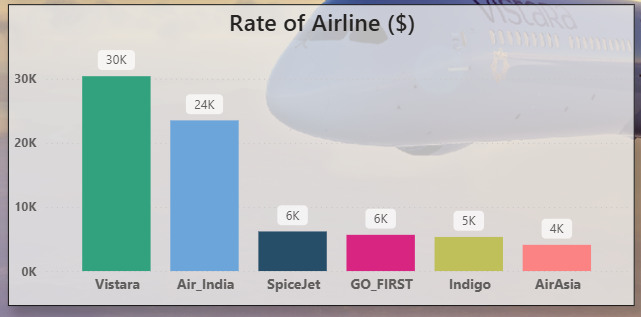 Rate of Airline ($)
VISTARA
30K
30K
24K
20K
10K
6K
6K
5K
4K
0K
Vistara
Air_India
SpiceJet
GO_FIRST
Indigo
AirAsia